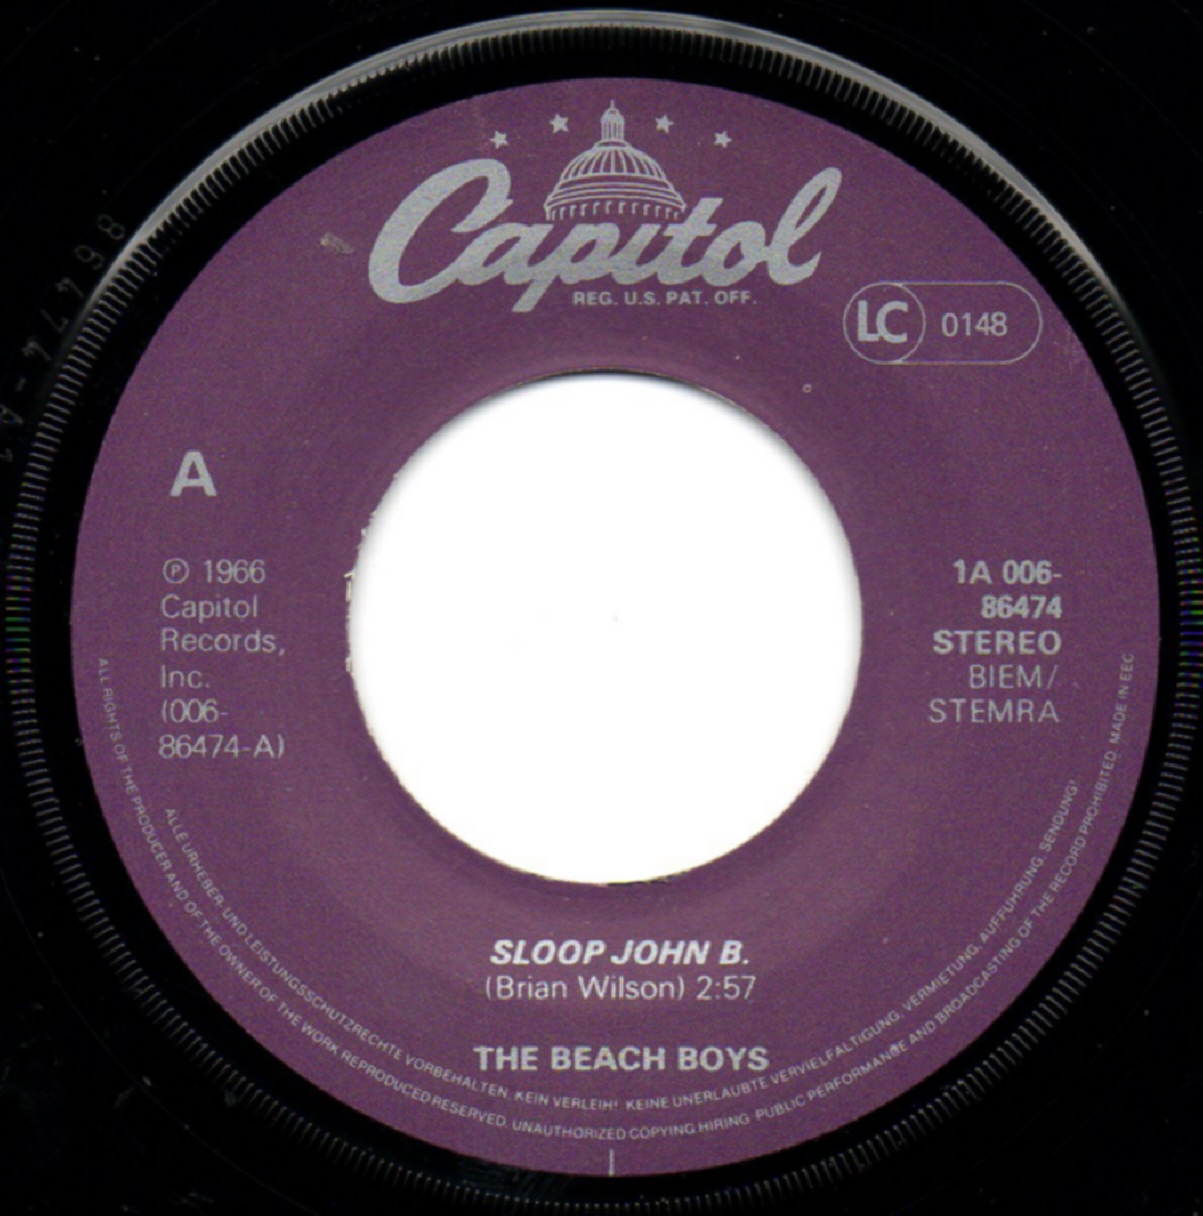 Capitol
REG. U.S. PAT. OFF.
LC 0148
A
℗ 1966
Capitol
Records,
Inc.
(006-
86474-A)
1A 006-
86474
STEREO
BIEM/
STEMRA
SLOOP JOHN B.
(Brian Wilson) 2:57
THE BEACH BOYS
ALLE URHEBER- UND LEISTUNGSSCHUTZRECHTE VORBEHALTEN. KEIN VERLEIH! KEINE UNERLAUBTE VERVIELFALTIGUNG, VERMIETUNG, AUFFUHRUNG, SENDUNG!
ALL RIGHTS OF THE PRODUCER AND OF THE OWNER OF THE WORK REPRODUCED RESERVED. UNAUTHORIZED COPYING HIRING PUBLIC PERFORMANCE AND BROADCASTING OF THE RECORD PROHIBITED. MADE IN EEC